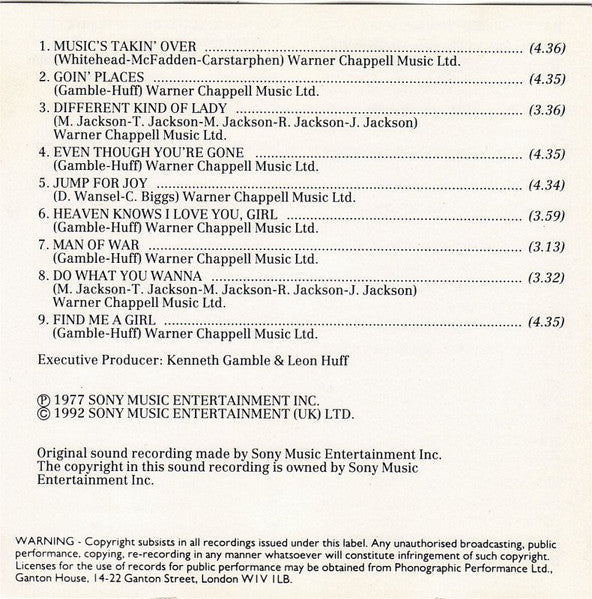 1. MUSIC'S TAKIN' OVER ........................ (4.36)
(Whitehead-McFadden-Carstarphen) Warner Chappell Music Ltd.
2. GOIN' PLACES ........................ (4.35)
(Gamble-Huff) Warner Chappell Music Ltd.
3. DIFFERENT KIND OF LADY ........................ (3.36)
(M. Jackson-T. Jackson-M. Jackson-R. Jackson-J. Jackson)
Warner Chappell Music Ltd.
4. EVEN THOUGH YOU'RE GONE ........................ (4.35)
(Gamble-Huff) Warner Chappell Music Ltd.
5. JUMP FOR JOY ........................ (4.34)
(D. Wansel-C. Biggs) Warner Chappell Music Ltd.
6. HEAVEN KNOWS I LOVE YOU, GIRL ........................ (3.59)
(Gamble-Huff) Warner Chappell Music Ltd.
7. MAN OF WAR ........................ (3.13)
(Gamble-Huff) Warner Chappell Music Ltd.
8. DO WHAT YOU WANNA ........................ (3.32)
(M. Jackson-T. Jackson-M. Jackson-R. Jackson-J. Jackson)
Warner Chappell Music Ltd.
9. FIND ME A GIRL ........................ (4.35)
(Gamble-Huff) Warner Chappell Music Ltd.
Executive Producer: Kenneth Gamble & Leon Huff
℗ 1977 SONY MUSIC ENTERTAINMENT INC.
© 1992 SONY MUSIC ENTERTAINMENT (UK) LTD.
Original sound recording made by Sony Music Entertainment Inc.
The copyright in this sound recording is owned by Sony Music
Entertainment Inc.
WARNING - Copyright subsists in all recordings issued under this label. Any unauthorised broadcasting, public
performance, copying, re-recording in any manner whatsoever will constitute infringement of such copyright.
Licenses for the use of records for public performance may be obtained from Phonographic Performance Ltd.,
Ganton House, 14-22 Ganton Street, London W1V 1LB.